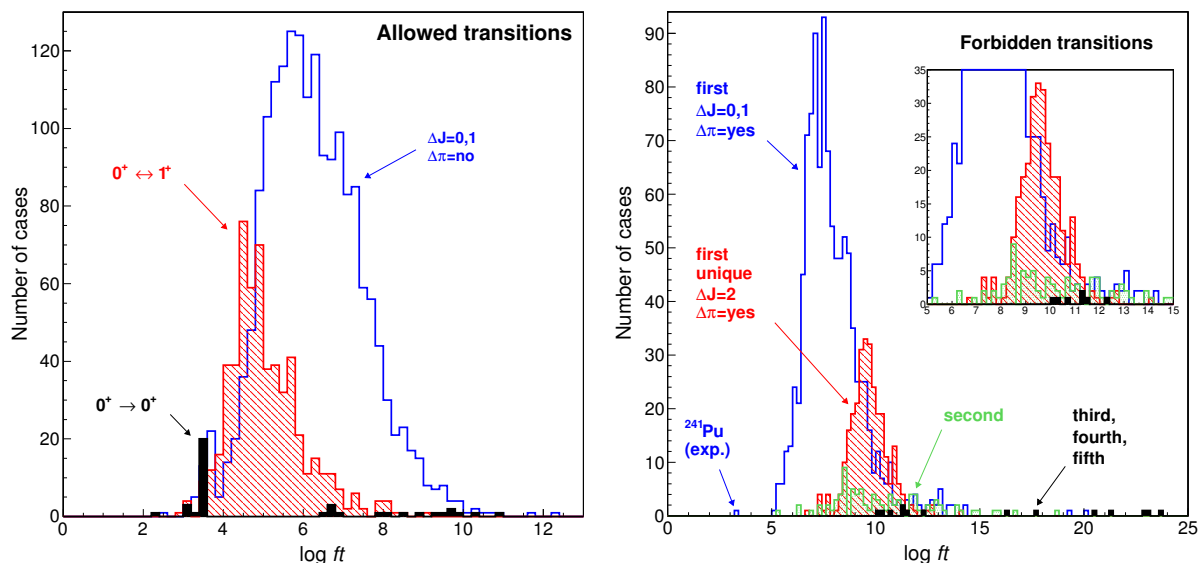 Allowed transitions
Number of cases
120
100
80
60
40
20
0
0⁺ ↔ 1⁺
ΔJ=0,1
Δπ=no
0⁺ → 0⁺
0 2 4 6 8 10 12
log ft
Forbidden transitions
Number of cases
90
80
70
60
50
40
30
20
10
0
first
ΔJ=0,1
Δπ=yes
first
unique
ΔJ=2
Δπ=yes
²⁴¹Pu
(exp.)
second
third,
fourth,
fifth
35
30
25
20
15
10
5
0
5 6 7 8 9 10 11 12 13 14 15
0 5 10 15 20 25
log ft